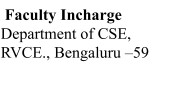 Faculty Incharge
Department of CSE,
RVCE., Bengaluru –59